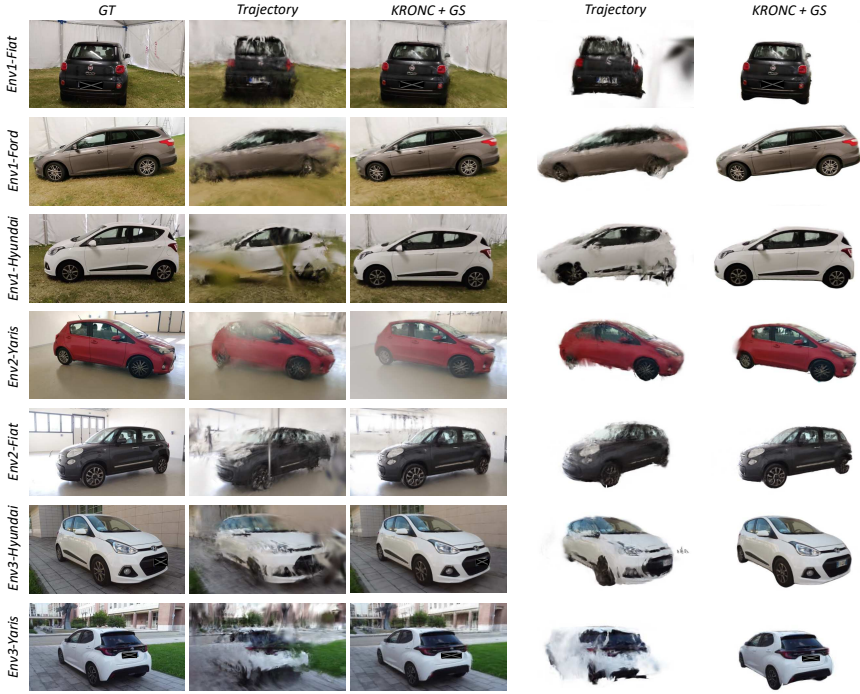 GT Trajectory KRONC + GS Trajectory KRONC + GS
Env1-Fiat
Env1-Ford
Env1-Hyundai
Env2-Yaris
Env2-Fiat
Env3-Hyundai
Env3-Yaris